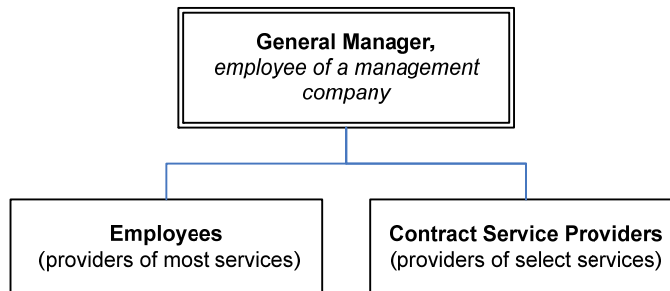 General Manager,
employee of a management
company
Employees
(providers of most services)
Contract Service Providers
(providers of select services)